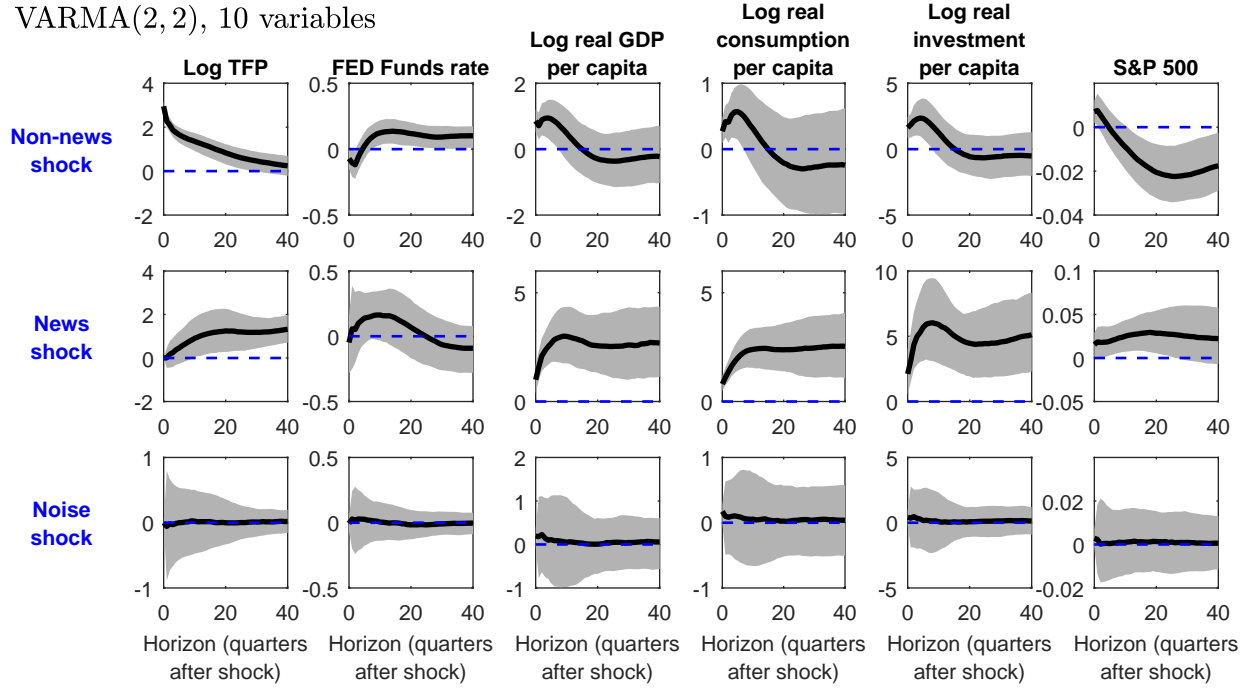 VARMA(2, 2), 10 variables
Log TFP
FED Funds rate
Log real GDP
per capita
Log real
consumption
per capita
Log real
investment
per capita
S&P 500
Non-news
shock
4
2
0
-2
0 20 40
0.5
0
-0.5
0 20 40
2
0
-2
0 20 40
1
0
-1
0 20 40
5
0
-5
0 20 40
0
-0.02
-0.04
0 20 40
News
shock
4
2
0
-2
0 20 40
0.5
0
-0.5
0 20 40
5
0
0 20 40
5
0
0 20 40
10
5
0
0 20 40
0.1
0.05
0
-0.05
0 20 40
Noise
shock
1
0
-1
0 20 40
0.5
0
-0.5
0 20 40
2
1
0
-1
0 20 40
1
0
-1
0 20 40
5
0
-5
0 20 40
0.02
0
-0.02
0 20 40
Horizon (quarters
after shock)
Horizon (quarters
after shock)
Horizon (quarters
after shock)
Horizon (quarters
after shock)
Horizon (quarters
after shock)
Horizon (quarters
after shock)